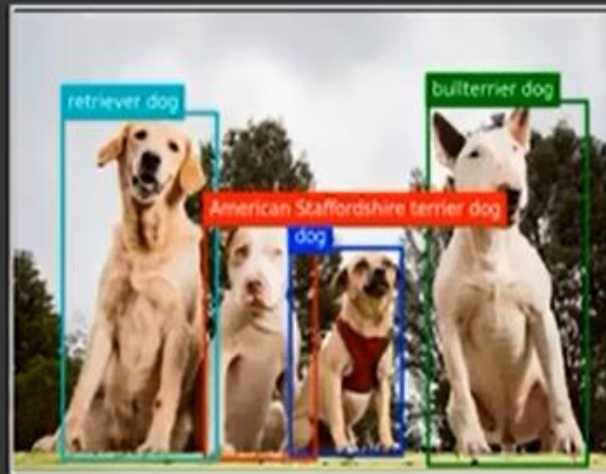 bullterrier dog
retriever dog
American Staffordshire terrier dog
dog